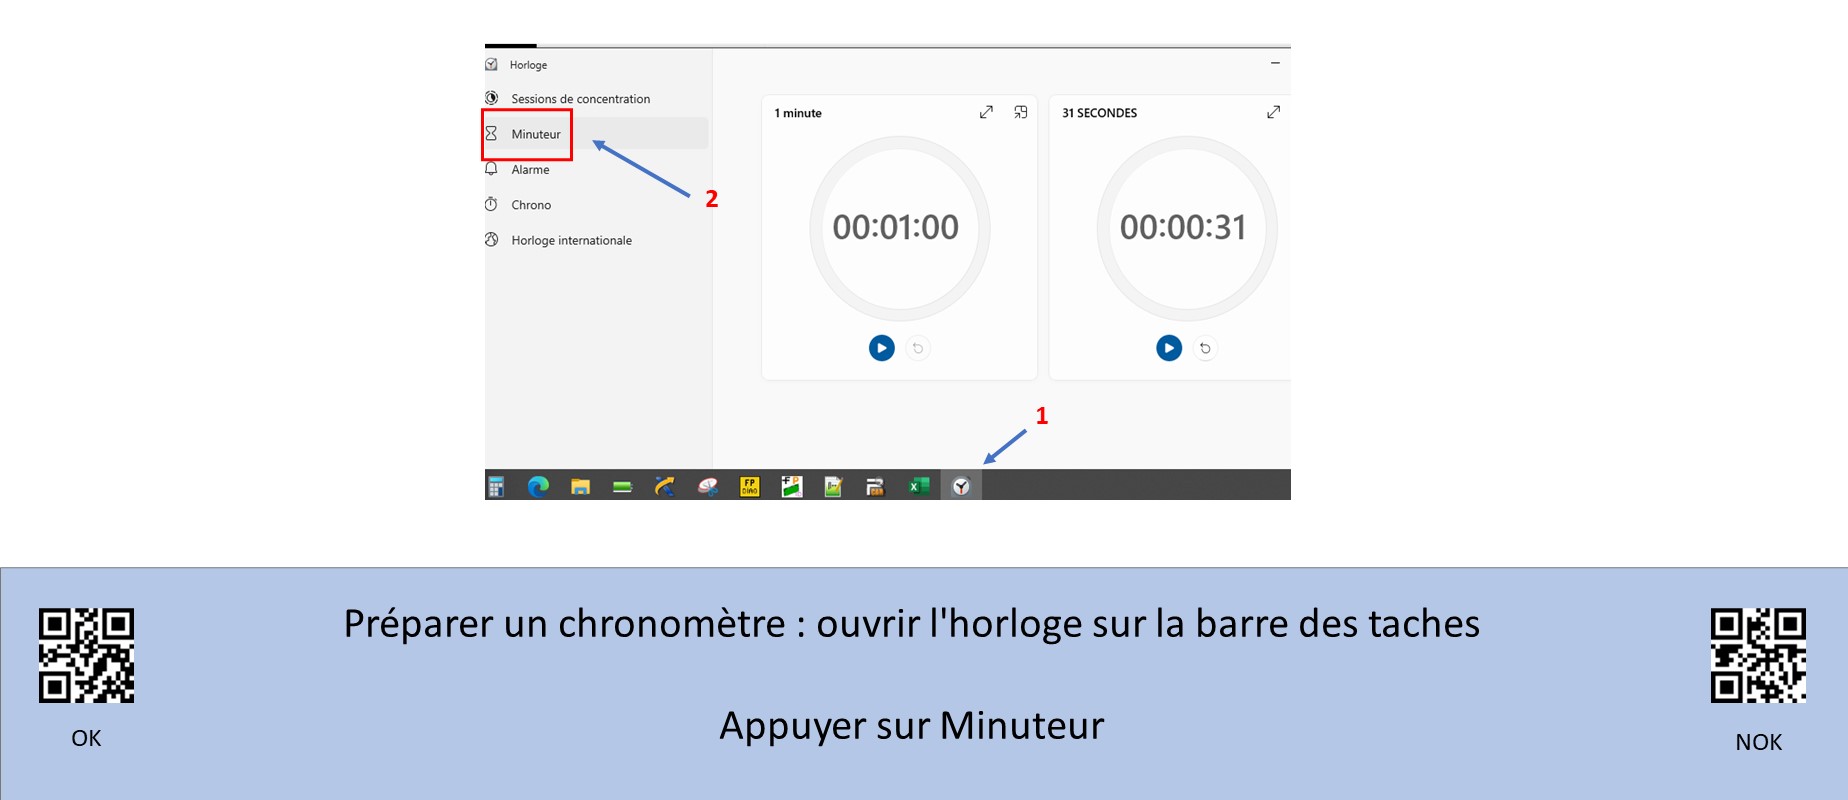 Horloge
Sessions de concentration
Minuteur
Alarme
Chrono
Horloge internationale
2
1 minute
00:01:00
31 SECONDES
00:00:31
1
FP
Préparer un chronomètre : ouvrir l'horloge sur la barre des taches
Appuyer sur Minuteur
OK
NOK